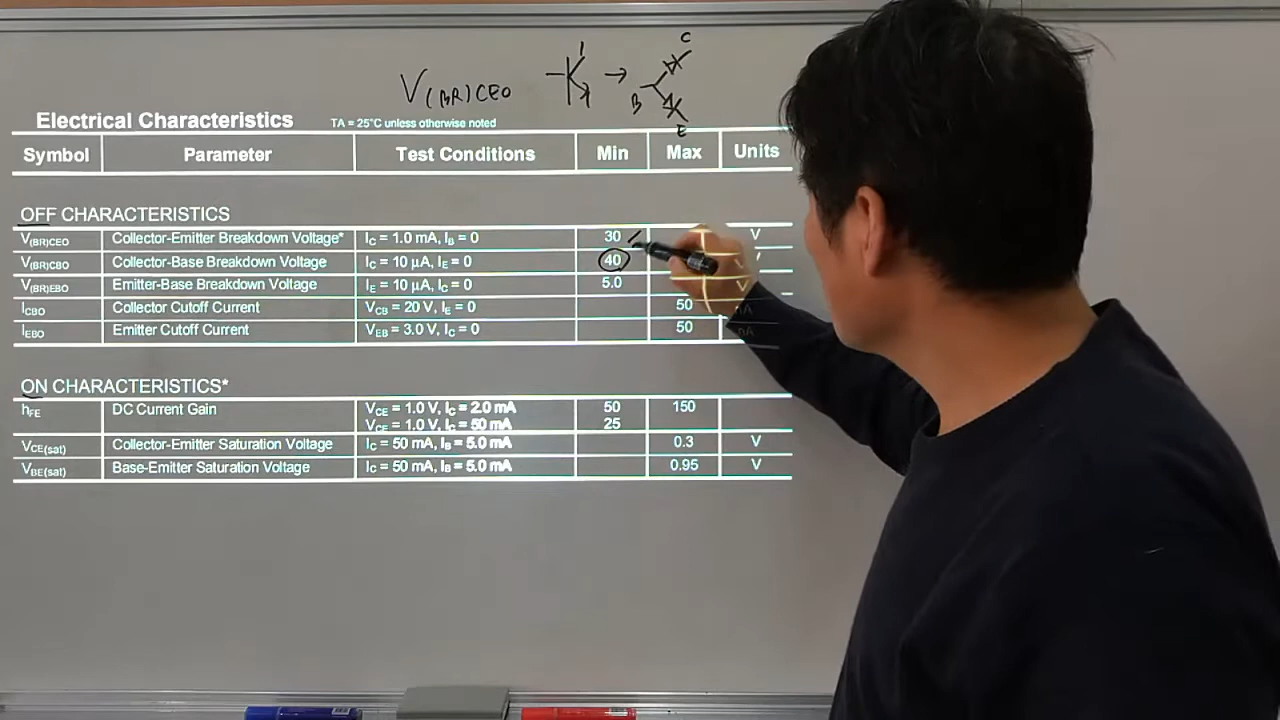 V(BR)CEO
C
B
E
Electrical Characteristics TA = 25°C unless otherwise noted
Symbol Parameter Test Conditions Min Max Units
OFF CHARACTERISTICS
V(BR)CEO Collector-Emitter Breakdown Voltage* IC = 1.0 mA, IB = 0 30 V
V(BR)CBO Collector-Base Breakdown Voltage IC = 10 μA, IE = 0 40 V
V(BR)EBO Emitter-Base Breakdown Voltage IE = 10 μA, IC = 0 5.0 V
ICBO Collector Cutoff Current VCB = 20 V, IE = 0 50 nA
IEBO Emitter Cutoff Current VEB = 3.0 V, IC = 0 50 nA
ON CHARACTERISTICS*
hFE DC Current Gain VCE = 1.0 V, IC = 2.0 mA 50 150
VCE = 1.0 V, IC = 50 mA 25
VCE(sat) Collector-Emitter Saturation Voltage IC = 50 mA, IB = 5.0 mA 0.3 V
VBE(sat) Base-Emitter Saturation Voltage IC = 50 mA, IB = 5.0 mA 0.95 V